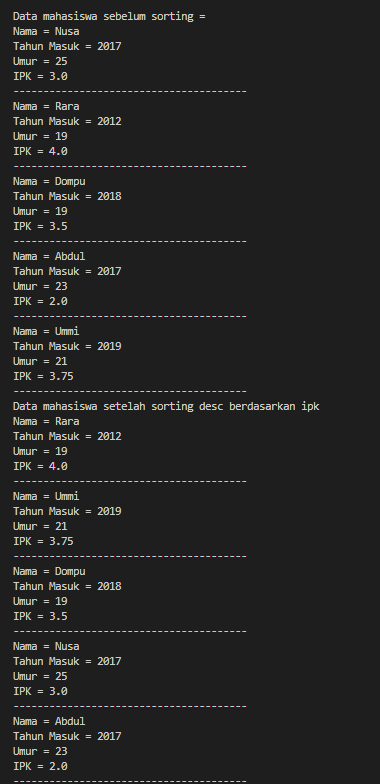 Data mahasiswa sebelum sorting =
Nama = Nusa
Tahun Masuk = 2017
Umur = 25
IPK = 3.0
---------------------------------------
Nama = Rara
Tahun Masuk = 2012
Umur = 19
IPK = 4.0
---------------------------------------
Nama = Dompu
Tahun Masuk = 2018
Umur = 19
IPK = 3.5
---------------------------------------
Nama = Abdul
Tahun Masuk = 2017
Umur = 23
IPK = 2.0
---------------------------------------
Nama = Ummi
Tahun Masuk = 2019
Umur = 21
IPK = 3.75
---------------------------------------
Data mahasiswa setelah sorting desc berdasarkan ipk
Nama = Rara
Tahun Masuk = 2012
Umur = 19
IPK = 4.0
---------------------------------------
Nama = Ummi
Tahun Masuk = 2019
Umur = 21
IPK = 3.75
---------------------------------------
Nama = Dompu
Tahun Masuk = 2018
Umur = 19
IPK = 3.5
---------------------------------------
Nama = Nusa
Tahun Masuk = 2017
Umur = 25
IPK = 3.0
---------------------------------------
Nama = Abdul
Tahun Masuk = 2017
Umur = 23
IPK = 2.0
---------------------------------------